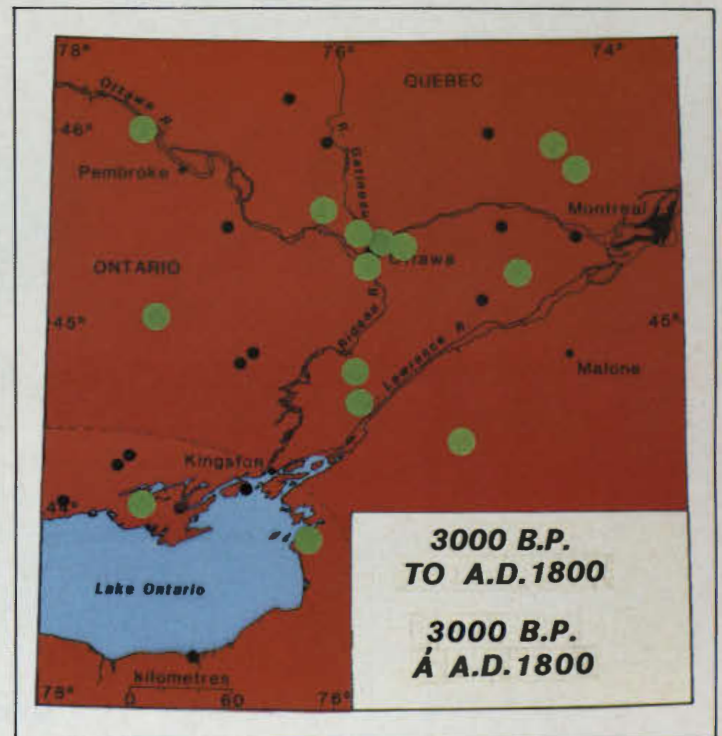 78° 76° 74°
QUEBEC
Ottawa R.
46°
R. Gatineau
Pembroke
Montreal
ONTARIO
Ottawa
45° 45°
Rideau R.
Lawrence R.
Malone
Kingston
44°
3000 B.P.
TO A.D. 1800
Lake Ontario
3000 B.P.
Á A.D. 1800
kilometres
78° 0 60 76°